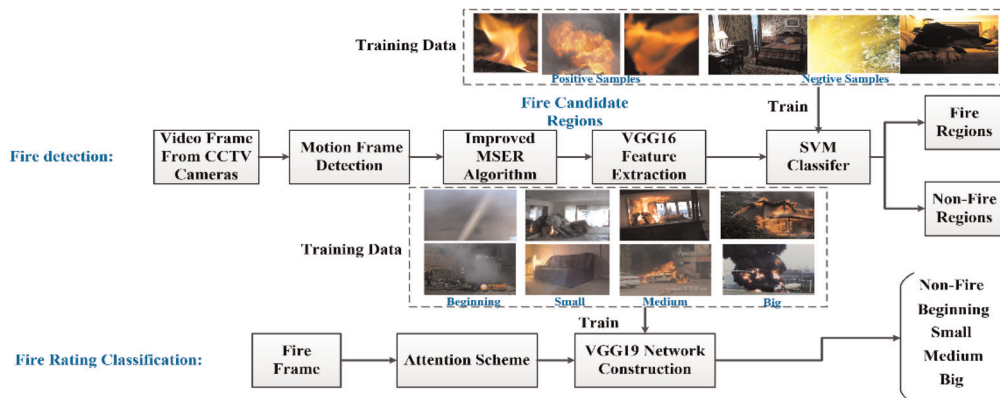 Training Data
Positive Samples
Negtive Samples
Fire Candidate
Regions
Train
Fire detection:
Video Frame
From CCTV
Cameras
Motion Frame
Detection
Improved
MSER
Algorithm
VGG16
Feature
Extraction
SVM
Classifer
Fire
Regions
Non-Fire
Regions
Training Data
Beginning
Small
Medium
Big
Train
Fire Rating Classification:
Fire
Frame
Attention Scheme
VGG19 Network
Construction
Non-Fire
Beginning
Small
Medium
Big